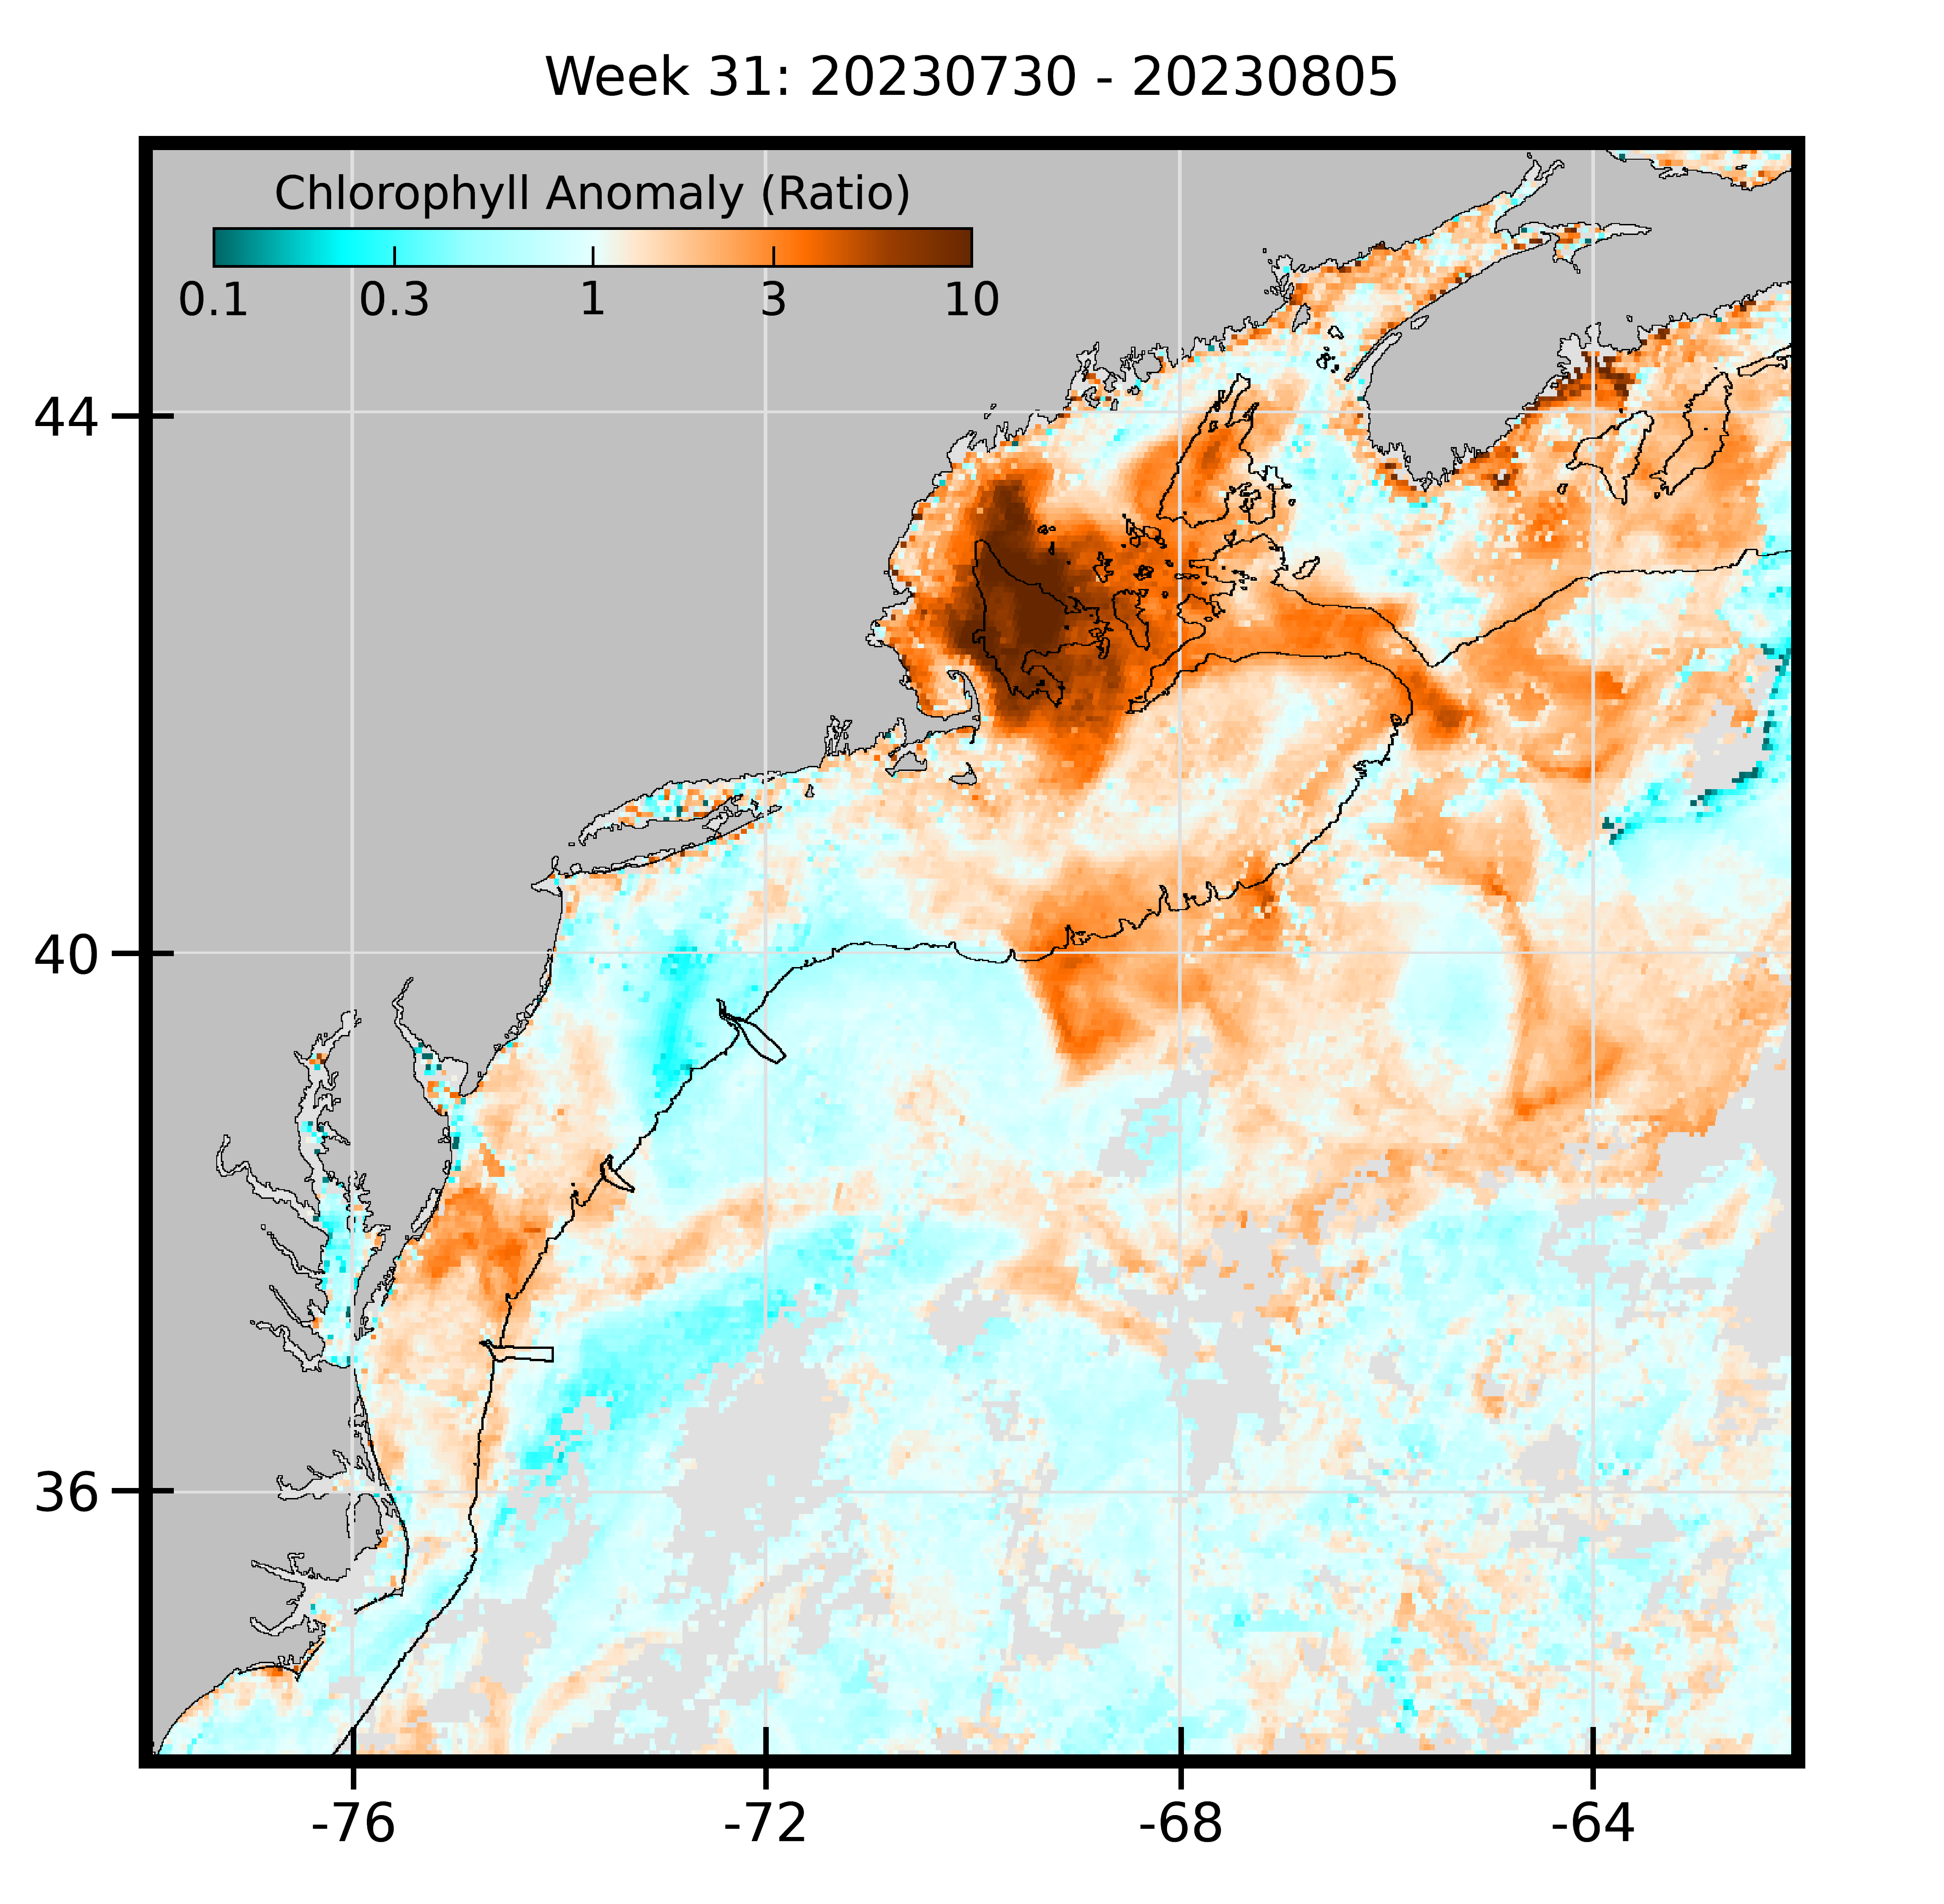 Week 31: 20230730 - 20230805
Chlorophyll Anomaly (Ratio)
0.1 0.3 1 3 10
44
40
36
-76 -72 -68 -64